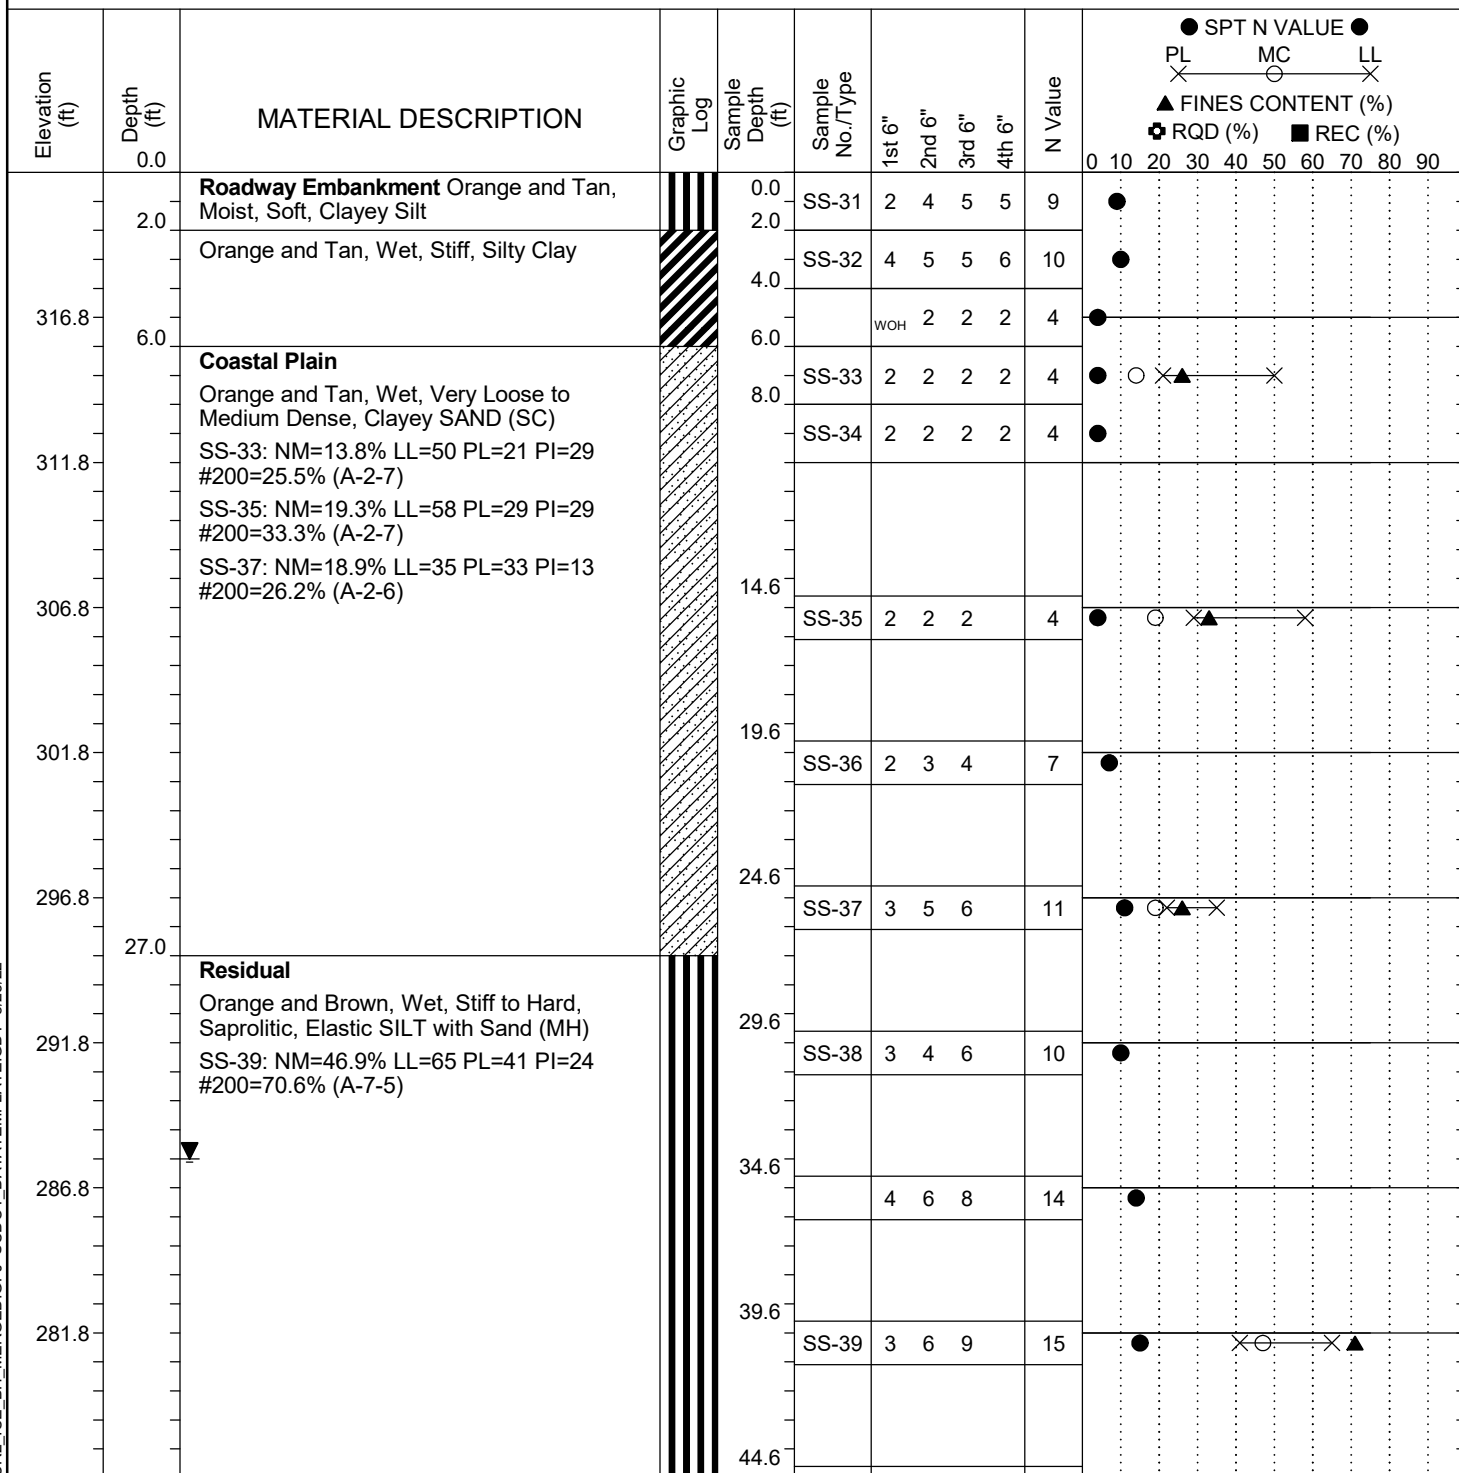 ● SPT N VALUE ●
PL MC LL
▲ FINES CONTENT (%)
RQD (%) ■ REC (%)
0 10 20 30 40 50 60 70 80 90
Elevation (ft)
Depth (ft)
0.0
MATERIAL DESCRIPTION
Graphic Log
Sample Depth (ft)
Sample No./Type
1st 6"
2nd 6"
3rd 6"
4th 6"
N Value
Roadway Embankment Orange and Tan,
Moist, Soft, Clayey Silt
0.0
SS-31 2 4 5 5 9
2.0 2.0
Orange and Tan, Wet, Stiff, Silty Clay
SS-32 4 5 5 6 10
4.0
316.8 WOH 2 2 2 4
6.0 6.0
Coastal Plain
SS-33 2 2 2 2 4
Orange and Tan, Wet, Very Loose to
8.0
Medium Dense, Clayey SAND (SC)
SS-34 2 2 2 2 4
SS-33: NM=13.8% LL=50 PL=21 PI=29
311.8
#200=25.5% (A-2-7)
SS-35: NM=19.3% LL=58 PL=29 PI=29
#200=33.3% (A-2-7)
SS-37: NM=18.9% LL=35 PL=33 PI=13
14.6
#200=26.2% (A-2-6)
306.8
SS-35 2 2 2 4
19.6
301.8
SS-36 2 3 4 7
24.6
296.8
SS-37 3 5 6 11
27.0
Residual
Orange and Brown, Wet, Stiff to Hard,
29.6
Saprolitic, Elastic SILT with Sand (MH)
291.8
SS-38 3 4 6 10
SS-39: NM=46.9% LL=65 PL=41 PI=24
#200=70.6% (A-7-5)
34.6
286.8
4 6 8 14
39.6
281.8
SS-39 3 6 9 15
44.6